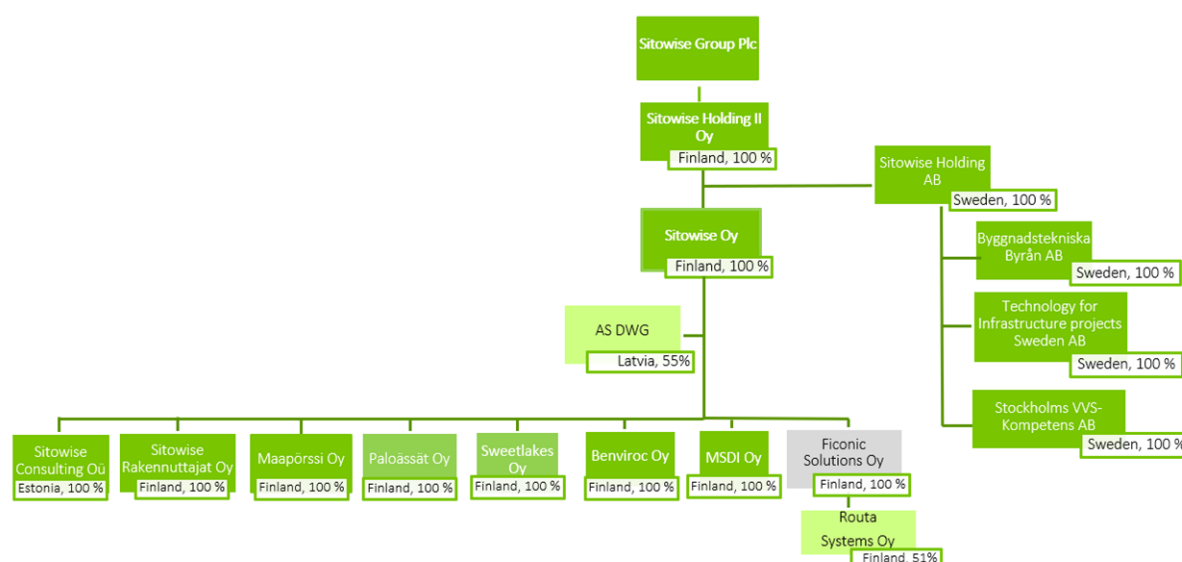 Sitowise Group Plc
Sitowise Holding II
Oy
Finland, 100 %
Sitowise Holding
AB
Sweden, 100 %
Sitowise Oy
Finland, 100 %
Byggnadstekniska
Byrån AB
Sweden, 100 %
Technology for
Infrastructure projects
Sweden AB
Sweden, 100 %
AS DWG
Latvia, 55%
Stockholms VVS-
Kompetens AB
Sweden, 100 %
Sitowise
Consulting Oü
Estonia, 100 %
Sitowise
Rakennuttajat Oy
Finland, 100 %
Maapörssi Oy
Finland, 100 %
Paloässät Oy
Finland, 100 %
Sweetlakes
Oy
Finland, 100 %
Benviroc Oy
Finland, 100 %
MSDI Oy
Finland, 100 %
Ficonic
Solutions Oy
Finland, 100 %
Routa
Systems Oy
Finland, 51%